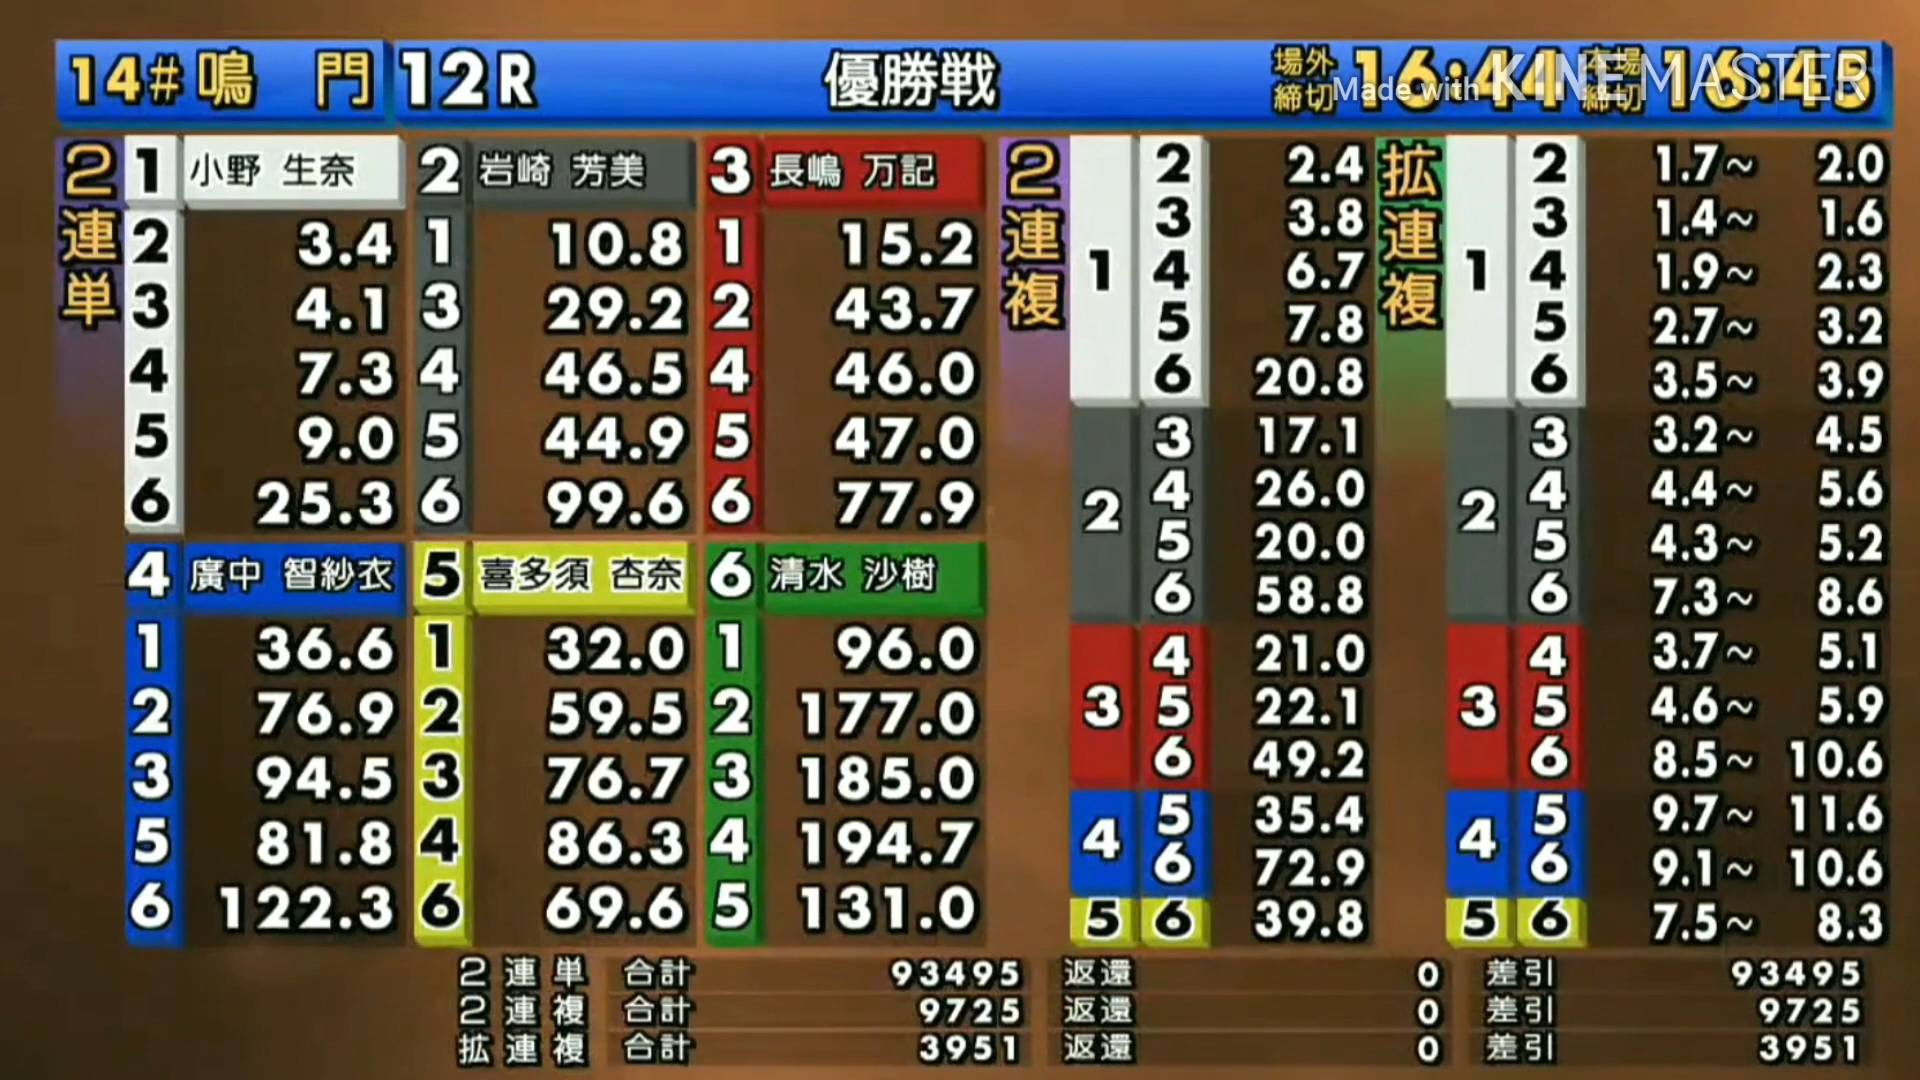 14# 鳴 門 12R 優勝戦 場外締切 16:44 本場締切 16:45
Made with KINEMASTER
2連単
1 小野 生奈 2 岩崎 芳美 3 長嶋 万記
2 3.4 1 10.8 1 15.2
3 4.1 3 29.2 2 43.7
4 7.3 4 46.5 4 46.0
5 9.0 5 44.9 5 47.0
6 25.3 6 99.6 6 77.9
4 廣中 智紗衣 5 喜多須 杏奈 6 清水 沙樹
1 36.6 1 32.0 1 96.0
2 76.9 2 59.5 2 177.0
3 94.5 3 76.7 3 185.0
5 81.8 4 86.3 4 194.7
6 122.3 6 69.6 5 131.0
2連複
1
2 2.4
3 3.8
4 6.7
5 7.8
6 20.8
2
3 17.1
4 26.0
5 20.0
6 58.8
3
4 21.0
5 22.1
6 49.2
4
5 35.4
6 72.9
5 6 39.8
拡連複
1
2 1.7~ 2.0
3 1.4~ 1.6
4 1.9~ 2.3
5 2.7~ 3.2
6 3.5~ 3.9
2
3 3.2~ 4.5
4 4.4~ 5.6
5 4.3~ 5.2
6 7.3~ 8.6
3
4 3.7~ 5.1
5 4.6~ 5.9
6 8.5~ 10.6
4
5 9.7~ 11.6
6 9.1~ 10.6
5 6 7.5~ 8.3
2連単 合計 93495 返還 0 差引 93495
2連複 合計 9725 返還 0 差引 9725
拡連複 合計 3951 返還 0 差引 3951